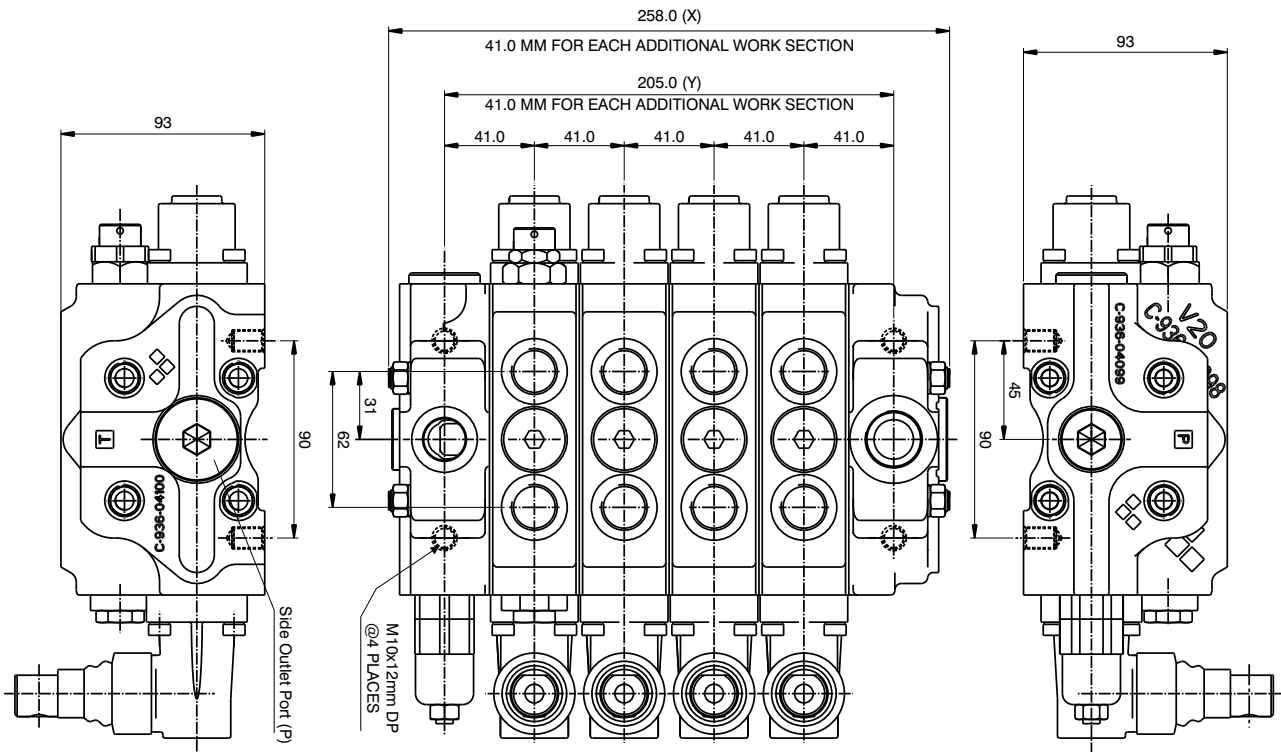 258.0 (X)
41.0 MM FOR EACH ADDITIONAL WORK SECTION
205.0 (Y)
41.0 MM FOR EACH ADDITIONAL WORK SECTION
41.0
41.0
41.0
41.0
41.0
93
93
90
T
C-936-04100
Side Outlet Port (P)
31
62
M10x12mm DP
@4 PLACES
V20
C-936
98
C-936-04099
45
90
P